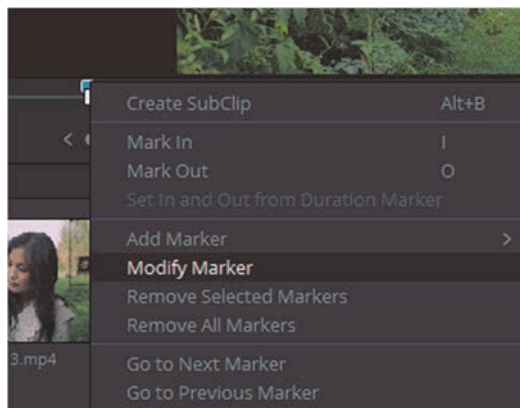 Create SubClip Alt+B
Mark In I
Mark Out O
Set In and Out from Duration Marker
Add Marker >
Modify Marker
Remove Selected Markers
Remove All Markers
3.mp4
Go to Next Marker
Go to Previous Marker